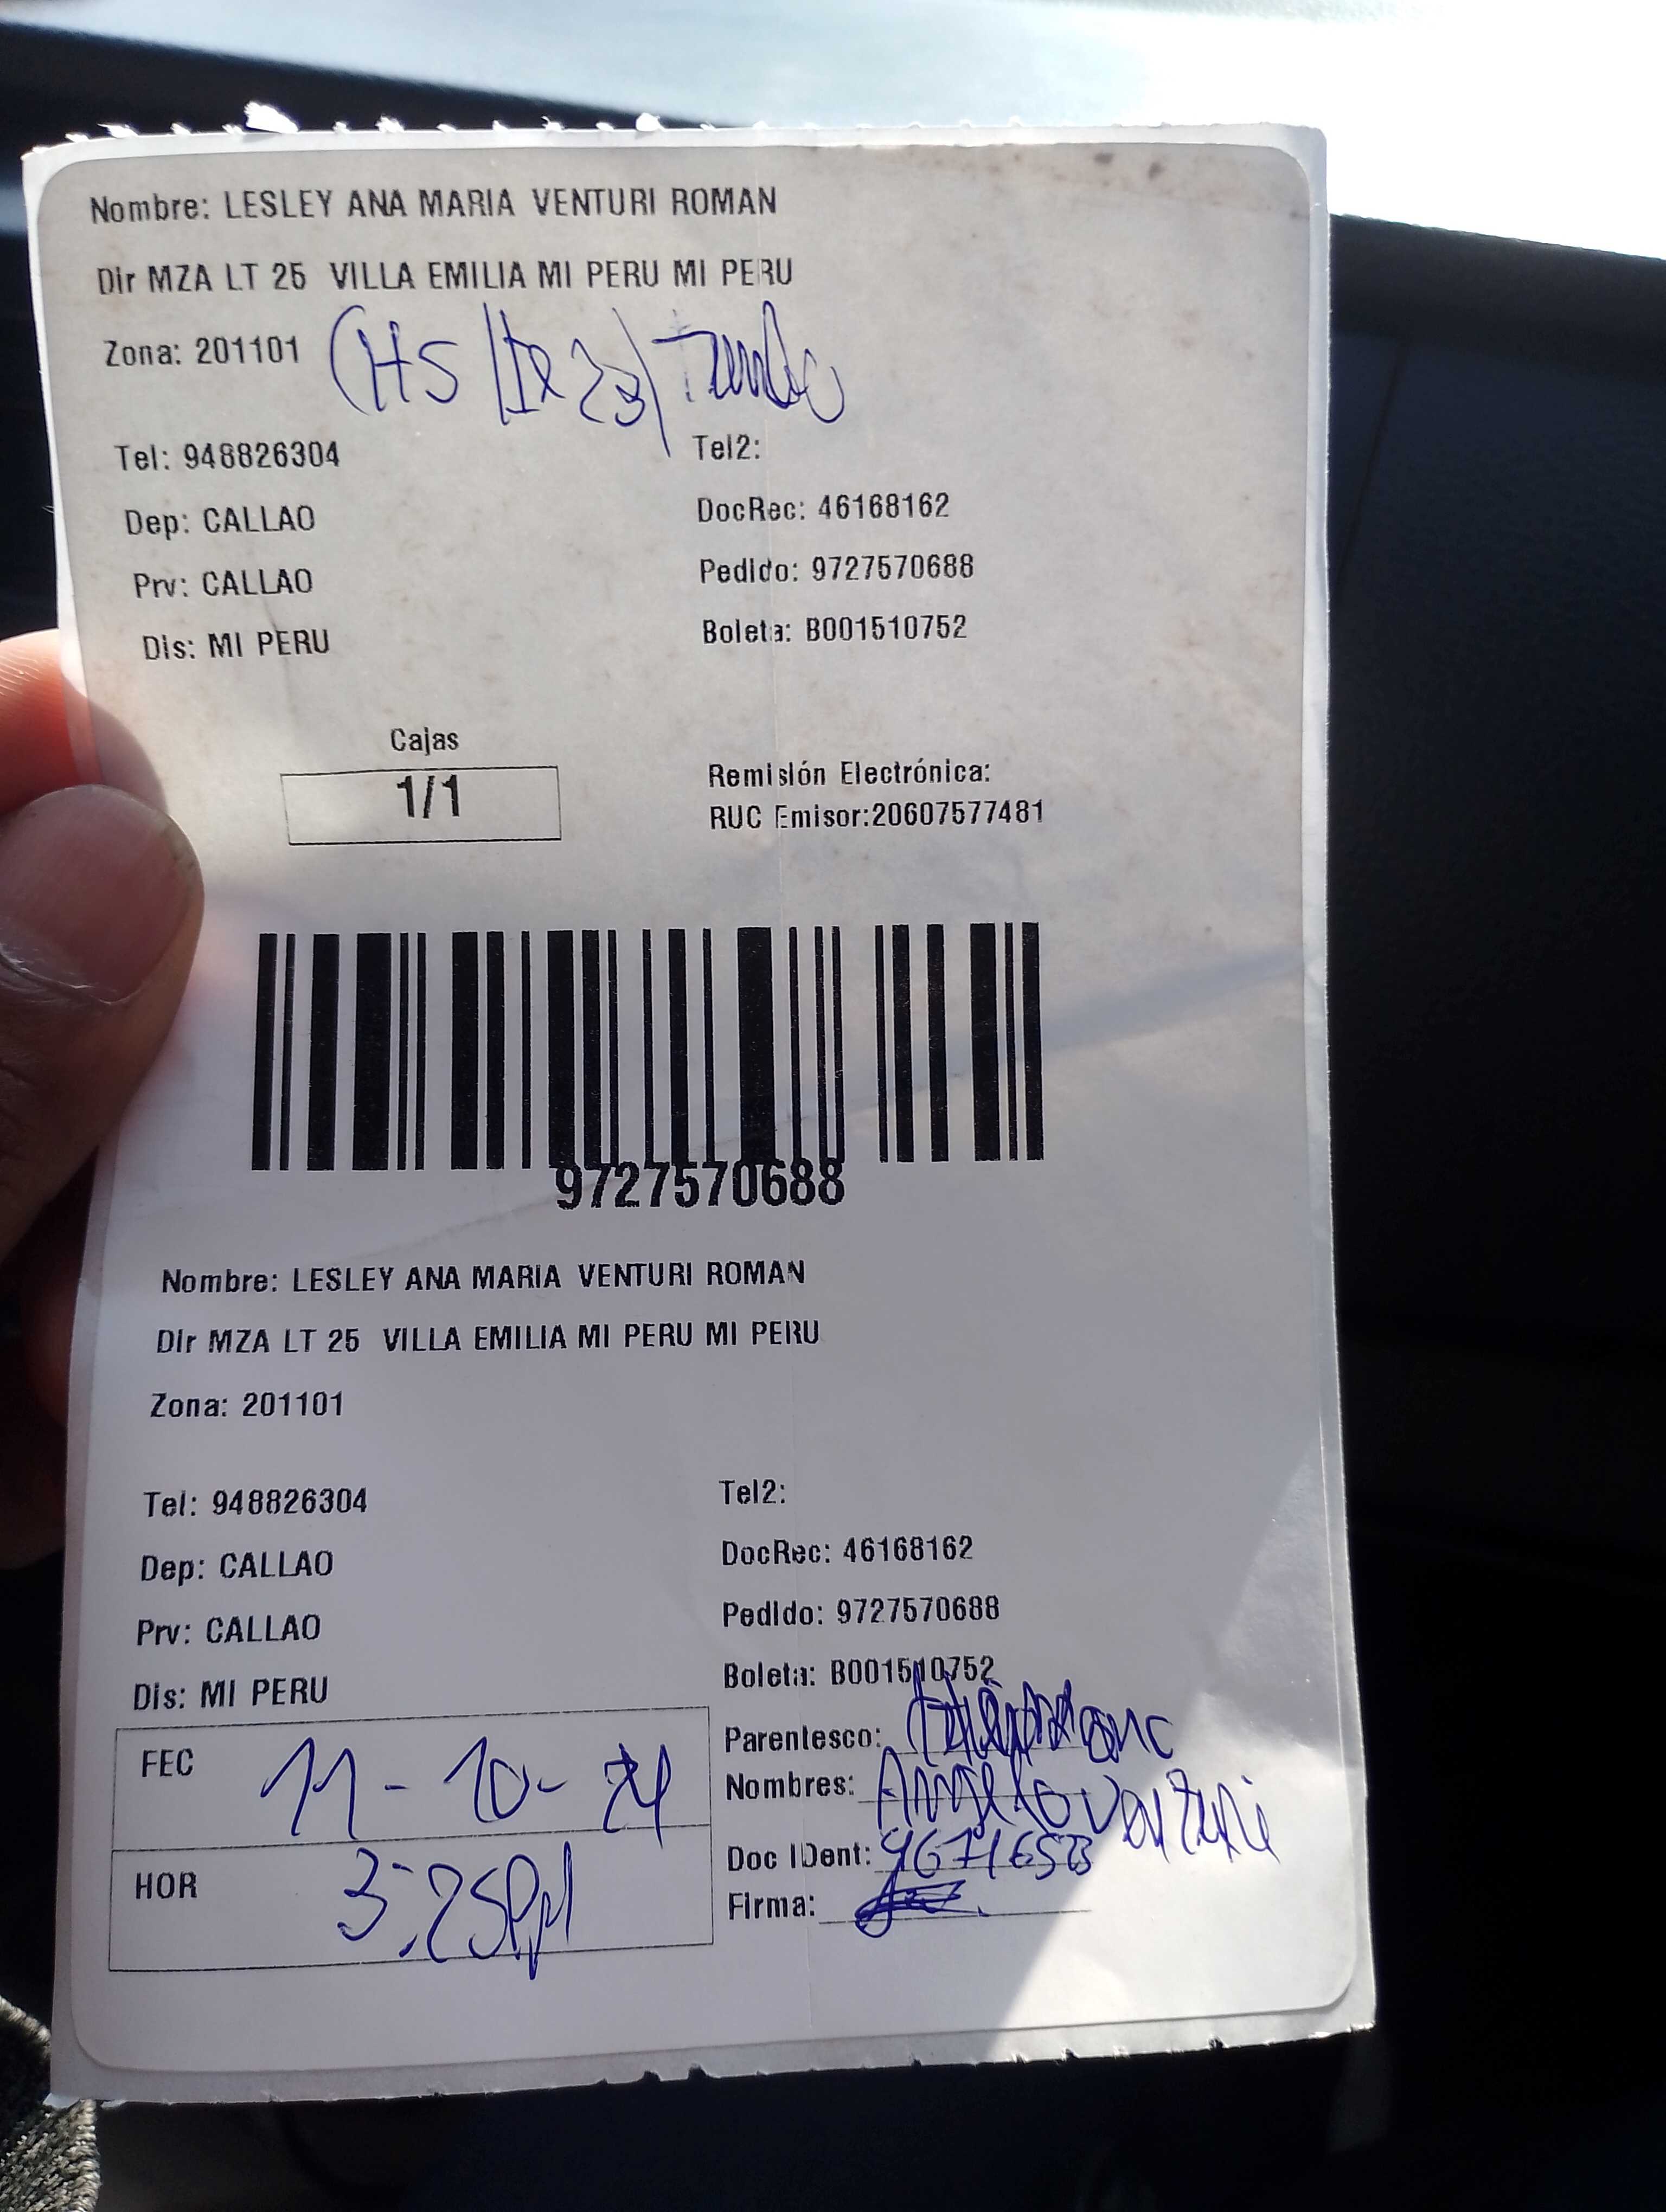 Nombre: LESLEY ANA MARIA VENTURI ROMAN
Dir MZA LT 25 VILLA EMILIA MI PERU MI PERU
Zona: 201101
Tel: 948826304 Tel2:
Dep: CALLAO DocRec: 46168162
Prv: CALLAO Pedido: 9727570688
Dis: MI PERU Boleta: B001510752
Cajas
1/1
Remisión Electrónica:
RUC Emisor:20607577481
9727570688
Nombre: LESLEY ANA MARIA VENTURI ROMAN
Dir MZA LT 25 VILLA EMILIA MI PERU MI PERU
Zona: 201101
Tel: 948826304 Tel2:
Dep: CALLAO DocRec: 46168162
Prv: CALLAO Pedido: 9727570688
Dis: MI PERU Boleta: B001510752
FEC 11-10-24
HOR 3:25PM
Parentesco:
Nombres: Angelo Venturi
Doc IDent:
Firma: